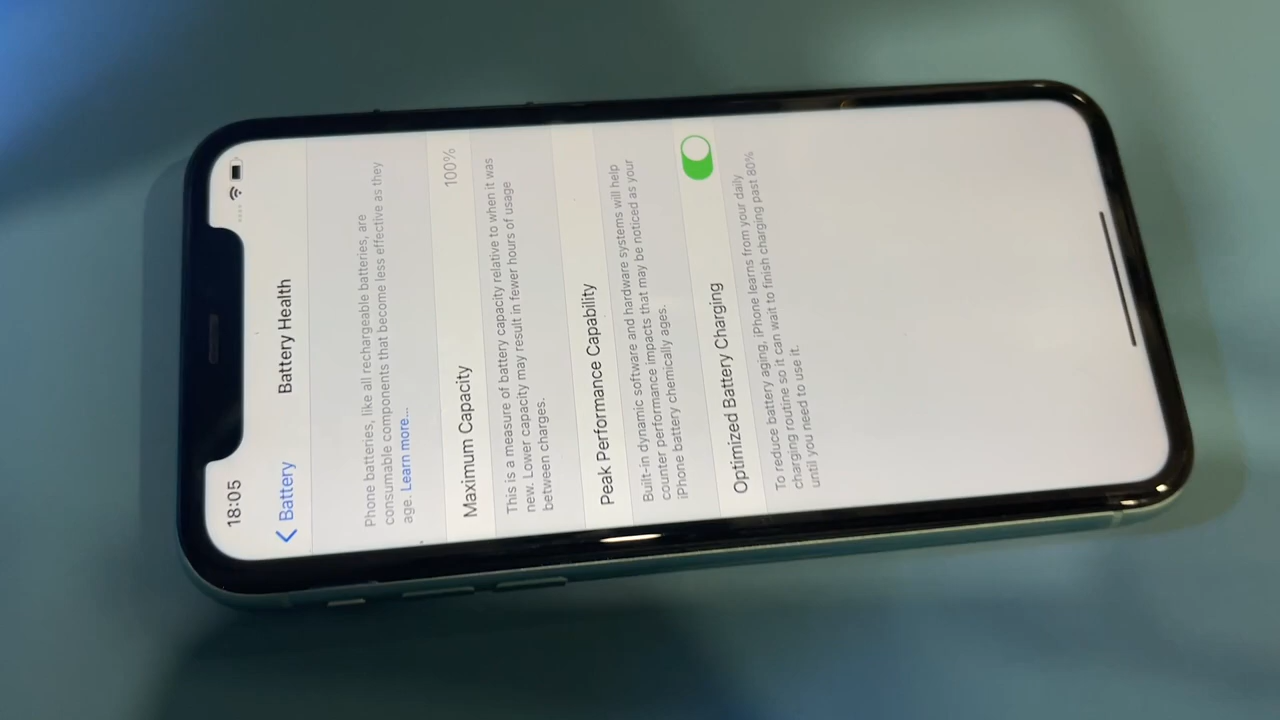 18:05
Battery
Battery Health
Phone batteries, like all rechargeable batteries, are
consumable components that become less effective as they
age. Learn more...
Maximum Capacity
100%
This is a measure of battery capacity relative to when it was
new. Lower capacity may result in fewer hours of usage
between charges.
Peak Performance Capability
Built-in dynamic software and hardware systems will help
counter performance impacts that may be noticed as your
iPhone battery chemically ages.
Optimized Battery Charging
To reduce battery aging, iPhone learns from your daily
charging routine so it can wait to finish charging past 80%
until you need to use it.